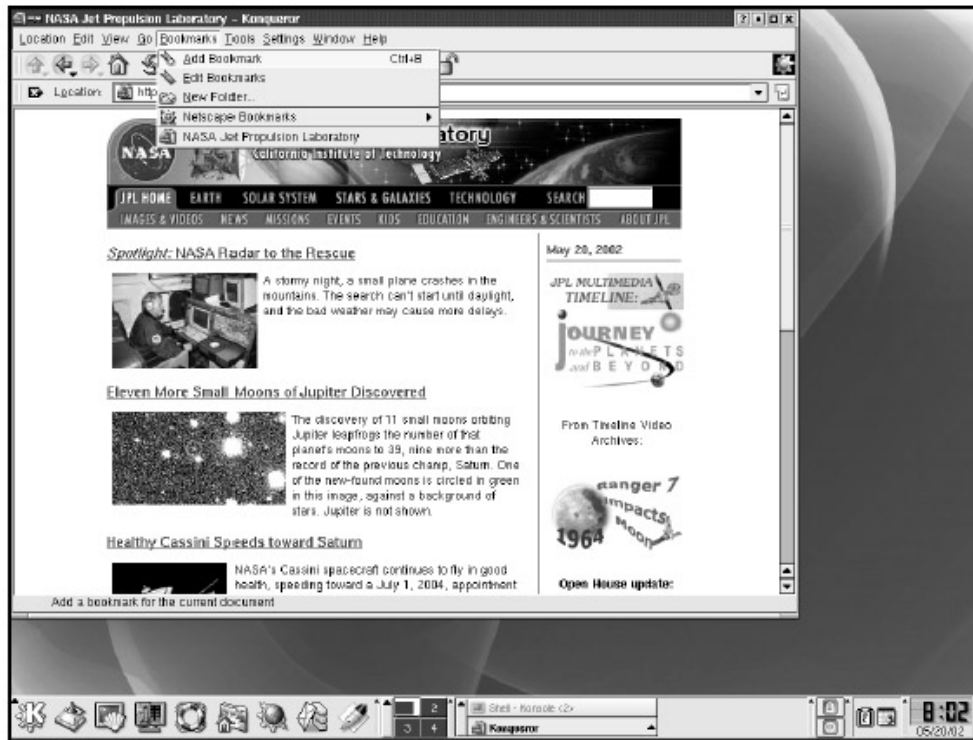 NASA Jet Propulsion Laboratory - Konqueror
Location Edit View Go Bookmarks Tools Settings Window Help
Add Bookmark Ctrl+B
Edit Bookmarks
New Folder...
Location: http
Netscape Bookmarks
NASA Jet Propulsion Laboratory
atory
NASA
California Institute of Technology
JPL HOME EARTH SOLAR SYSTEM STARS & GALAXIES TECHNOLOGY SEARCH
IMAGES & VIDEOS NEWS MISSIONS EVENTS KIDS EDUCATION ENGINEERS & SCIENTISTS ABOUT JPL
Spotlight: NASA Radar to the Rescue
A stormy night, a small plane crashes in the
mountains. The search can't start until daylight,
and the bad weather may cause more delays.
Eleven More Small Moons of Jupiter Discovered
The discovery of 11 small moons orbiting
Jupiter leapfrogs the number of that
planet's moons to 39, nine more than the
record of the previous champ, Saturn. One
of the new-found moons is circled in green
in this image, against a background of
stars. Jupiter is not shown.
Healthy Cassini Speeds toward Saturn
NASA's Cassini spacecraft continues to fly in good
health, speeding toward a July 1, 2004, appointment
May 20, 2002
JPL MULTIMEDIA
TIMELINE:
JOURNEY
to the PLANETS
and BEYOND
From Timeline Video
Archives:
Ranger 7
Impacts
Moon
1964
Open House update:
Add a bookmark for the current document
2
3 4
Shell - Konsole <2>
Konqueror
8:02
05/20/02